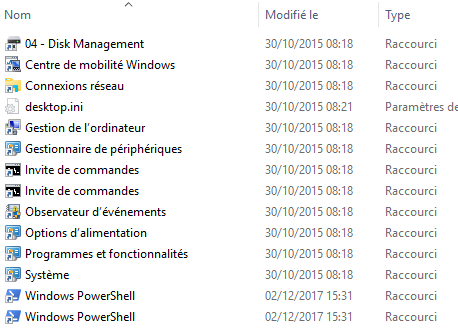 Nom Modifié le Type
04 - Disk Management 30/10/2015 08:18 Raccourci
Centre de mobilité Windows 30/10/2015 08:18 Raccourci
Connexions réseau 30/10/2015 08:18 Raccourci
desktop.ini 30/10/2015 08:21 Paramètres de
Gestion de l'ordinateur 30/10/2015 08:18 Raccourci
Gestionnaire de périphériques 30/10/2015 08:18 Raccourci
Invite de commandes 30/10/2015 08:18 Raccourci
Invite de commandes 30/10/2015 08:18 Raccourci
Observateur d'événements 30/10/2015 08:18 Raccourci
Options d'alimentation 30/10/2015 08:18 Raccourci
Programmes et fonctionnalités 30/10/2015 08:18 Raccourci
Système 30/10/2015 08:18 Raccourci
Windows PowerShell 02/12/2017 15:31 Raccourci
Windows PowerShell 02/12/2017 15:31 Raccourci